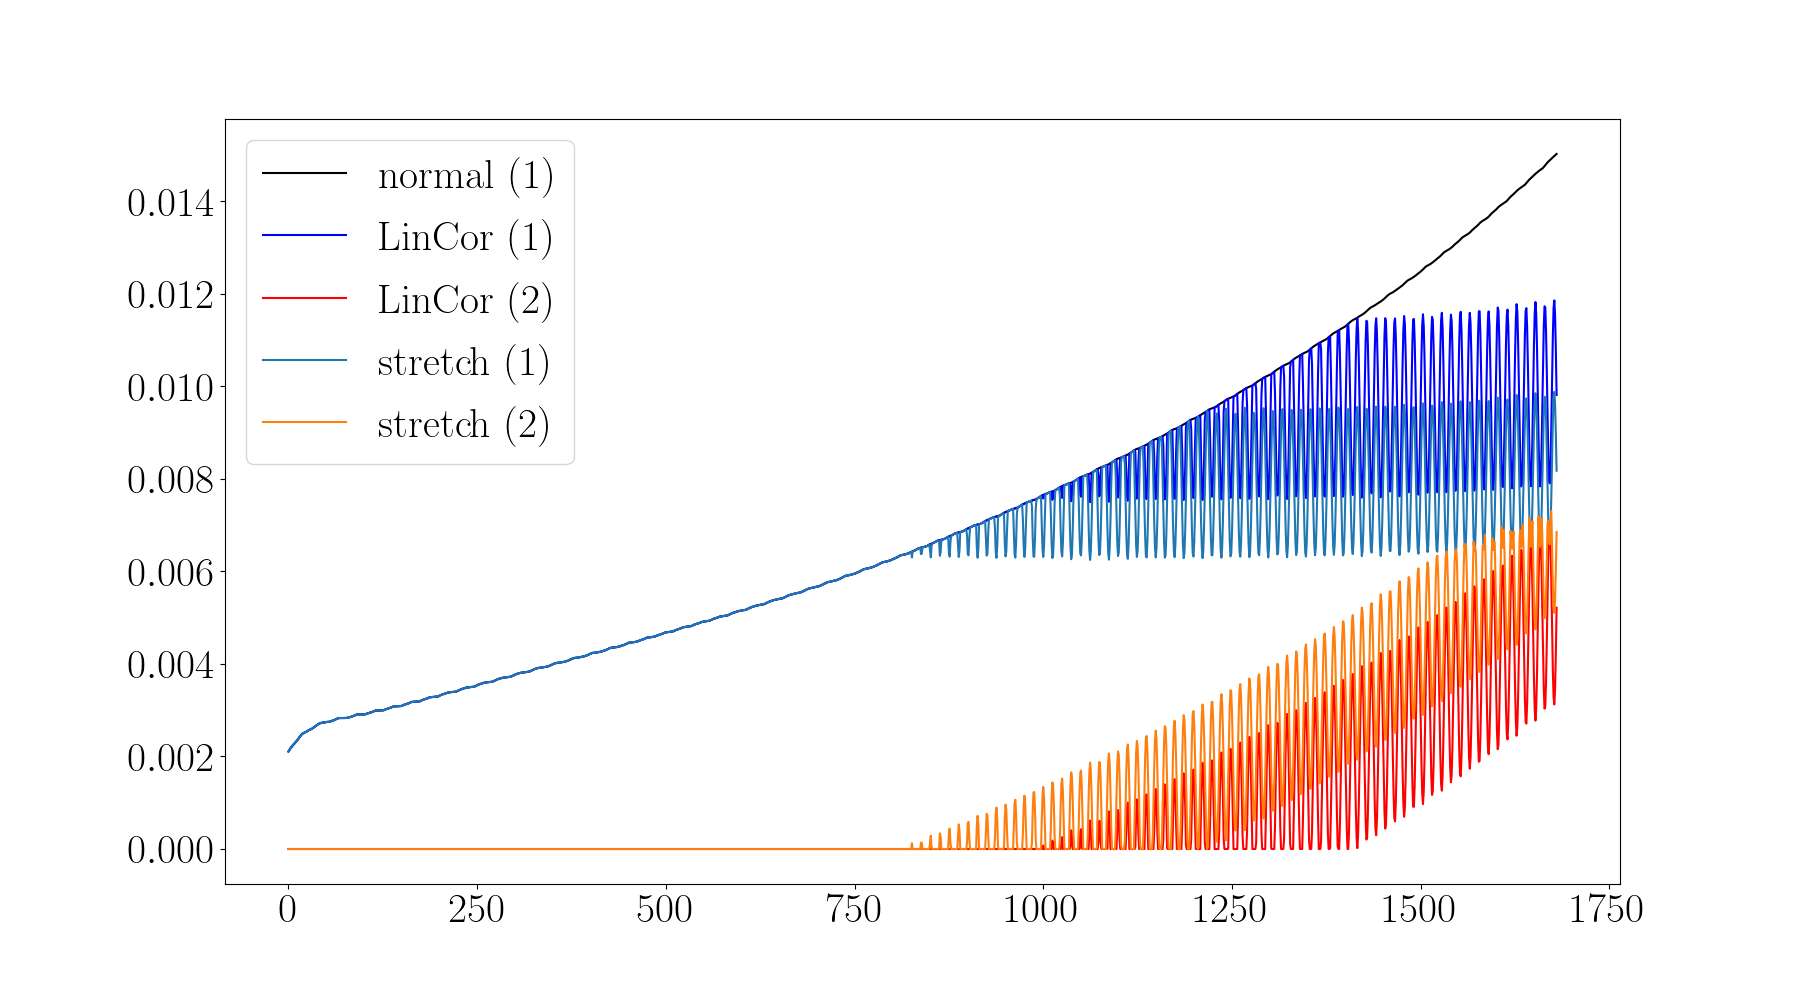 normal (1)
LinCor (1)
LinCor (2)
stretch (1)
stretch (2)
0.014
0.012
0.010
0.008
0.006
0.004
0.002
0.000
0 250 500 750 1000 1250 1500 1750